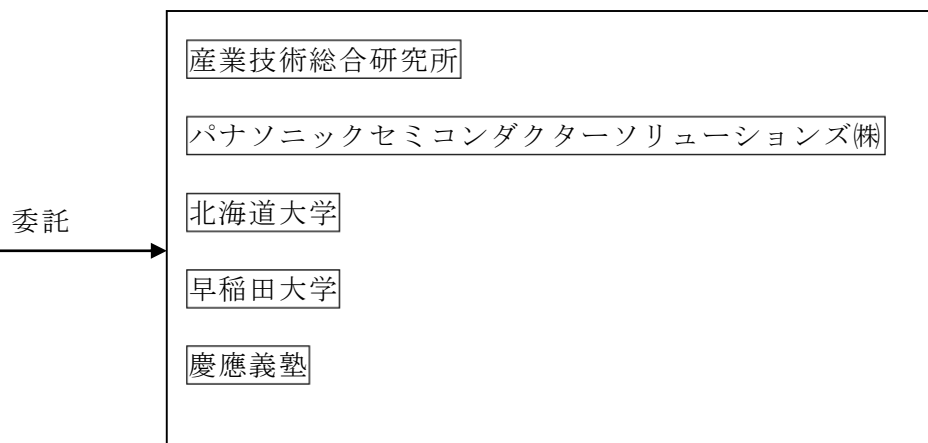 産業技術総合研究所
パナソニックセミコンダクターソリューションズ㈱
委託
北海道大学
早稲田大学
慶應義塾